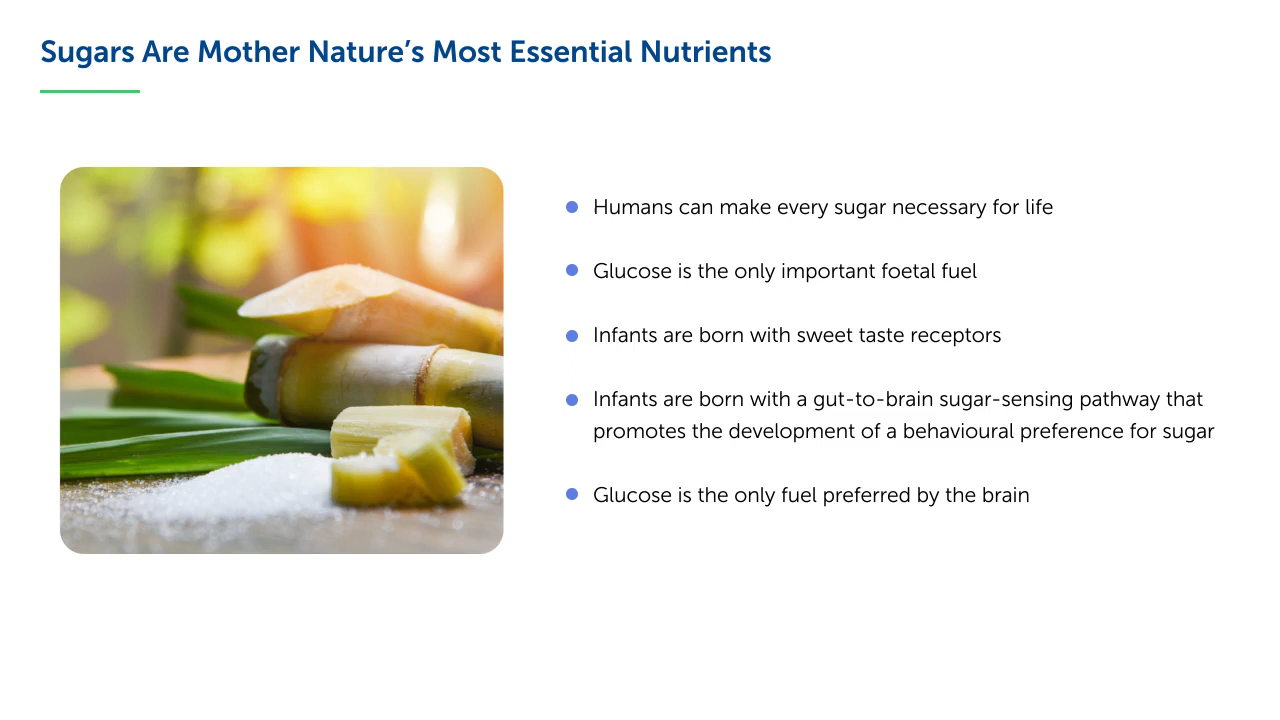 Sugars Are Mother Nature’s Most Essential Nutrients
Humans can make every sugar necessary for life
Glucose is the only important foetal fuel
Infants are born with sweet taste receptors
Infants are born with a gut-to-brain sugar-sensing pathway that
promotes the development of a behavioural preference for sugar
Glucose is the only fuel preferred by the brain